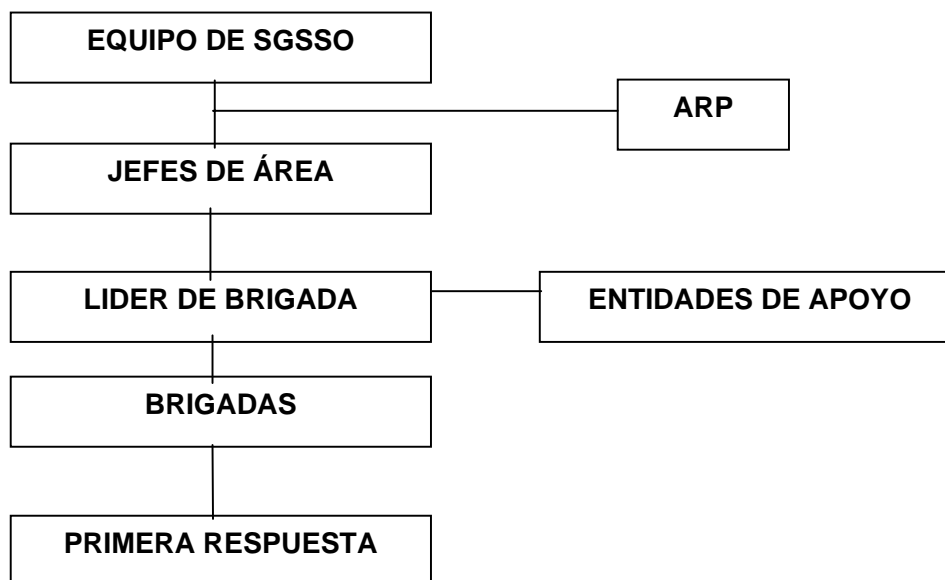 EQUIPO DE SGSSO
ARP
JEFES DE ÁREA
LIDER DE BRIGADA
ENTIDADES DE APOYO
BRIGADAS
PRIMERA RESPUESTA